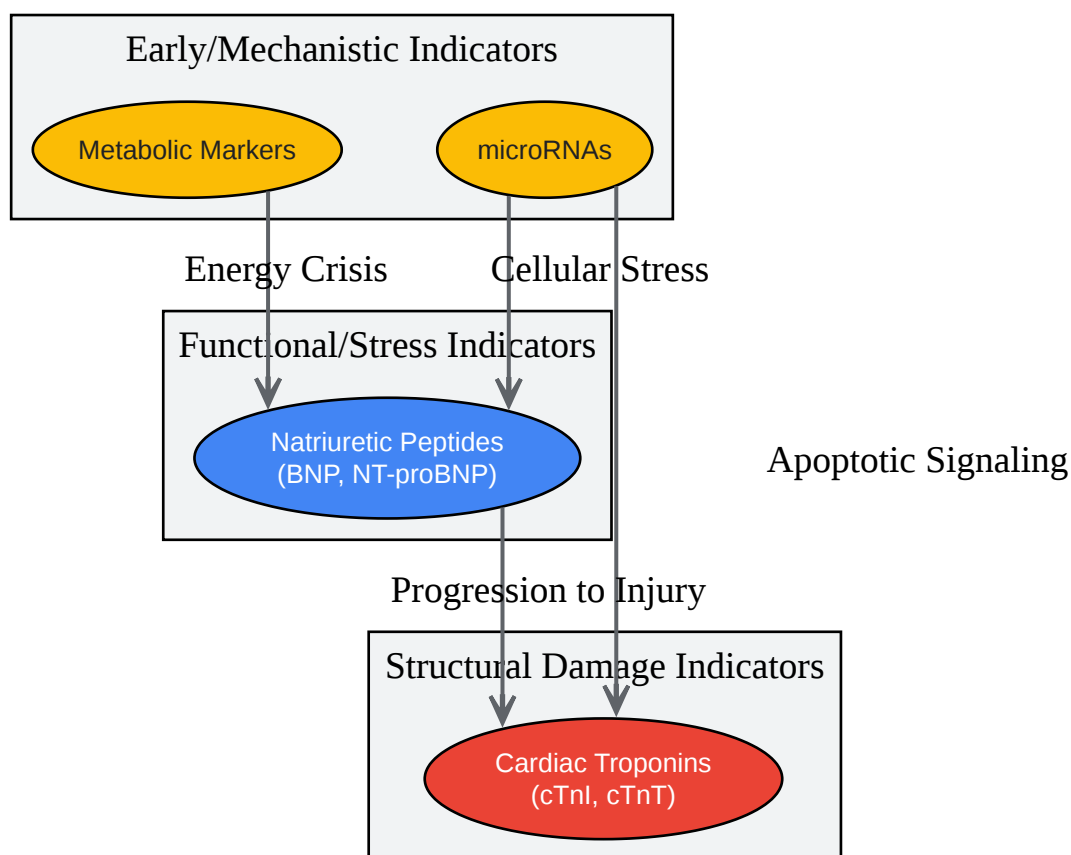 Early/Mechanistic Indicators
Metabolic Markers
microRNAs
Energy Crisis
Cellular Stress
Functional/Stress Indicators
Natriuretic Peptides
(BNP, NT-proBNP)
Apoptotic Signaling
Progression to Injury
Structural Damage Indicators
Cardiac Troponins
(cTnI, cTnT)